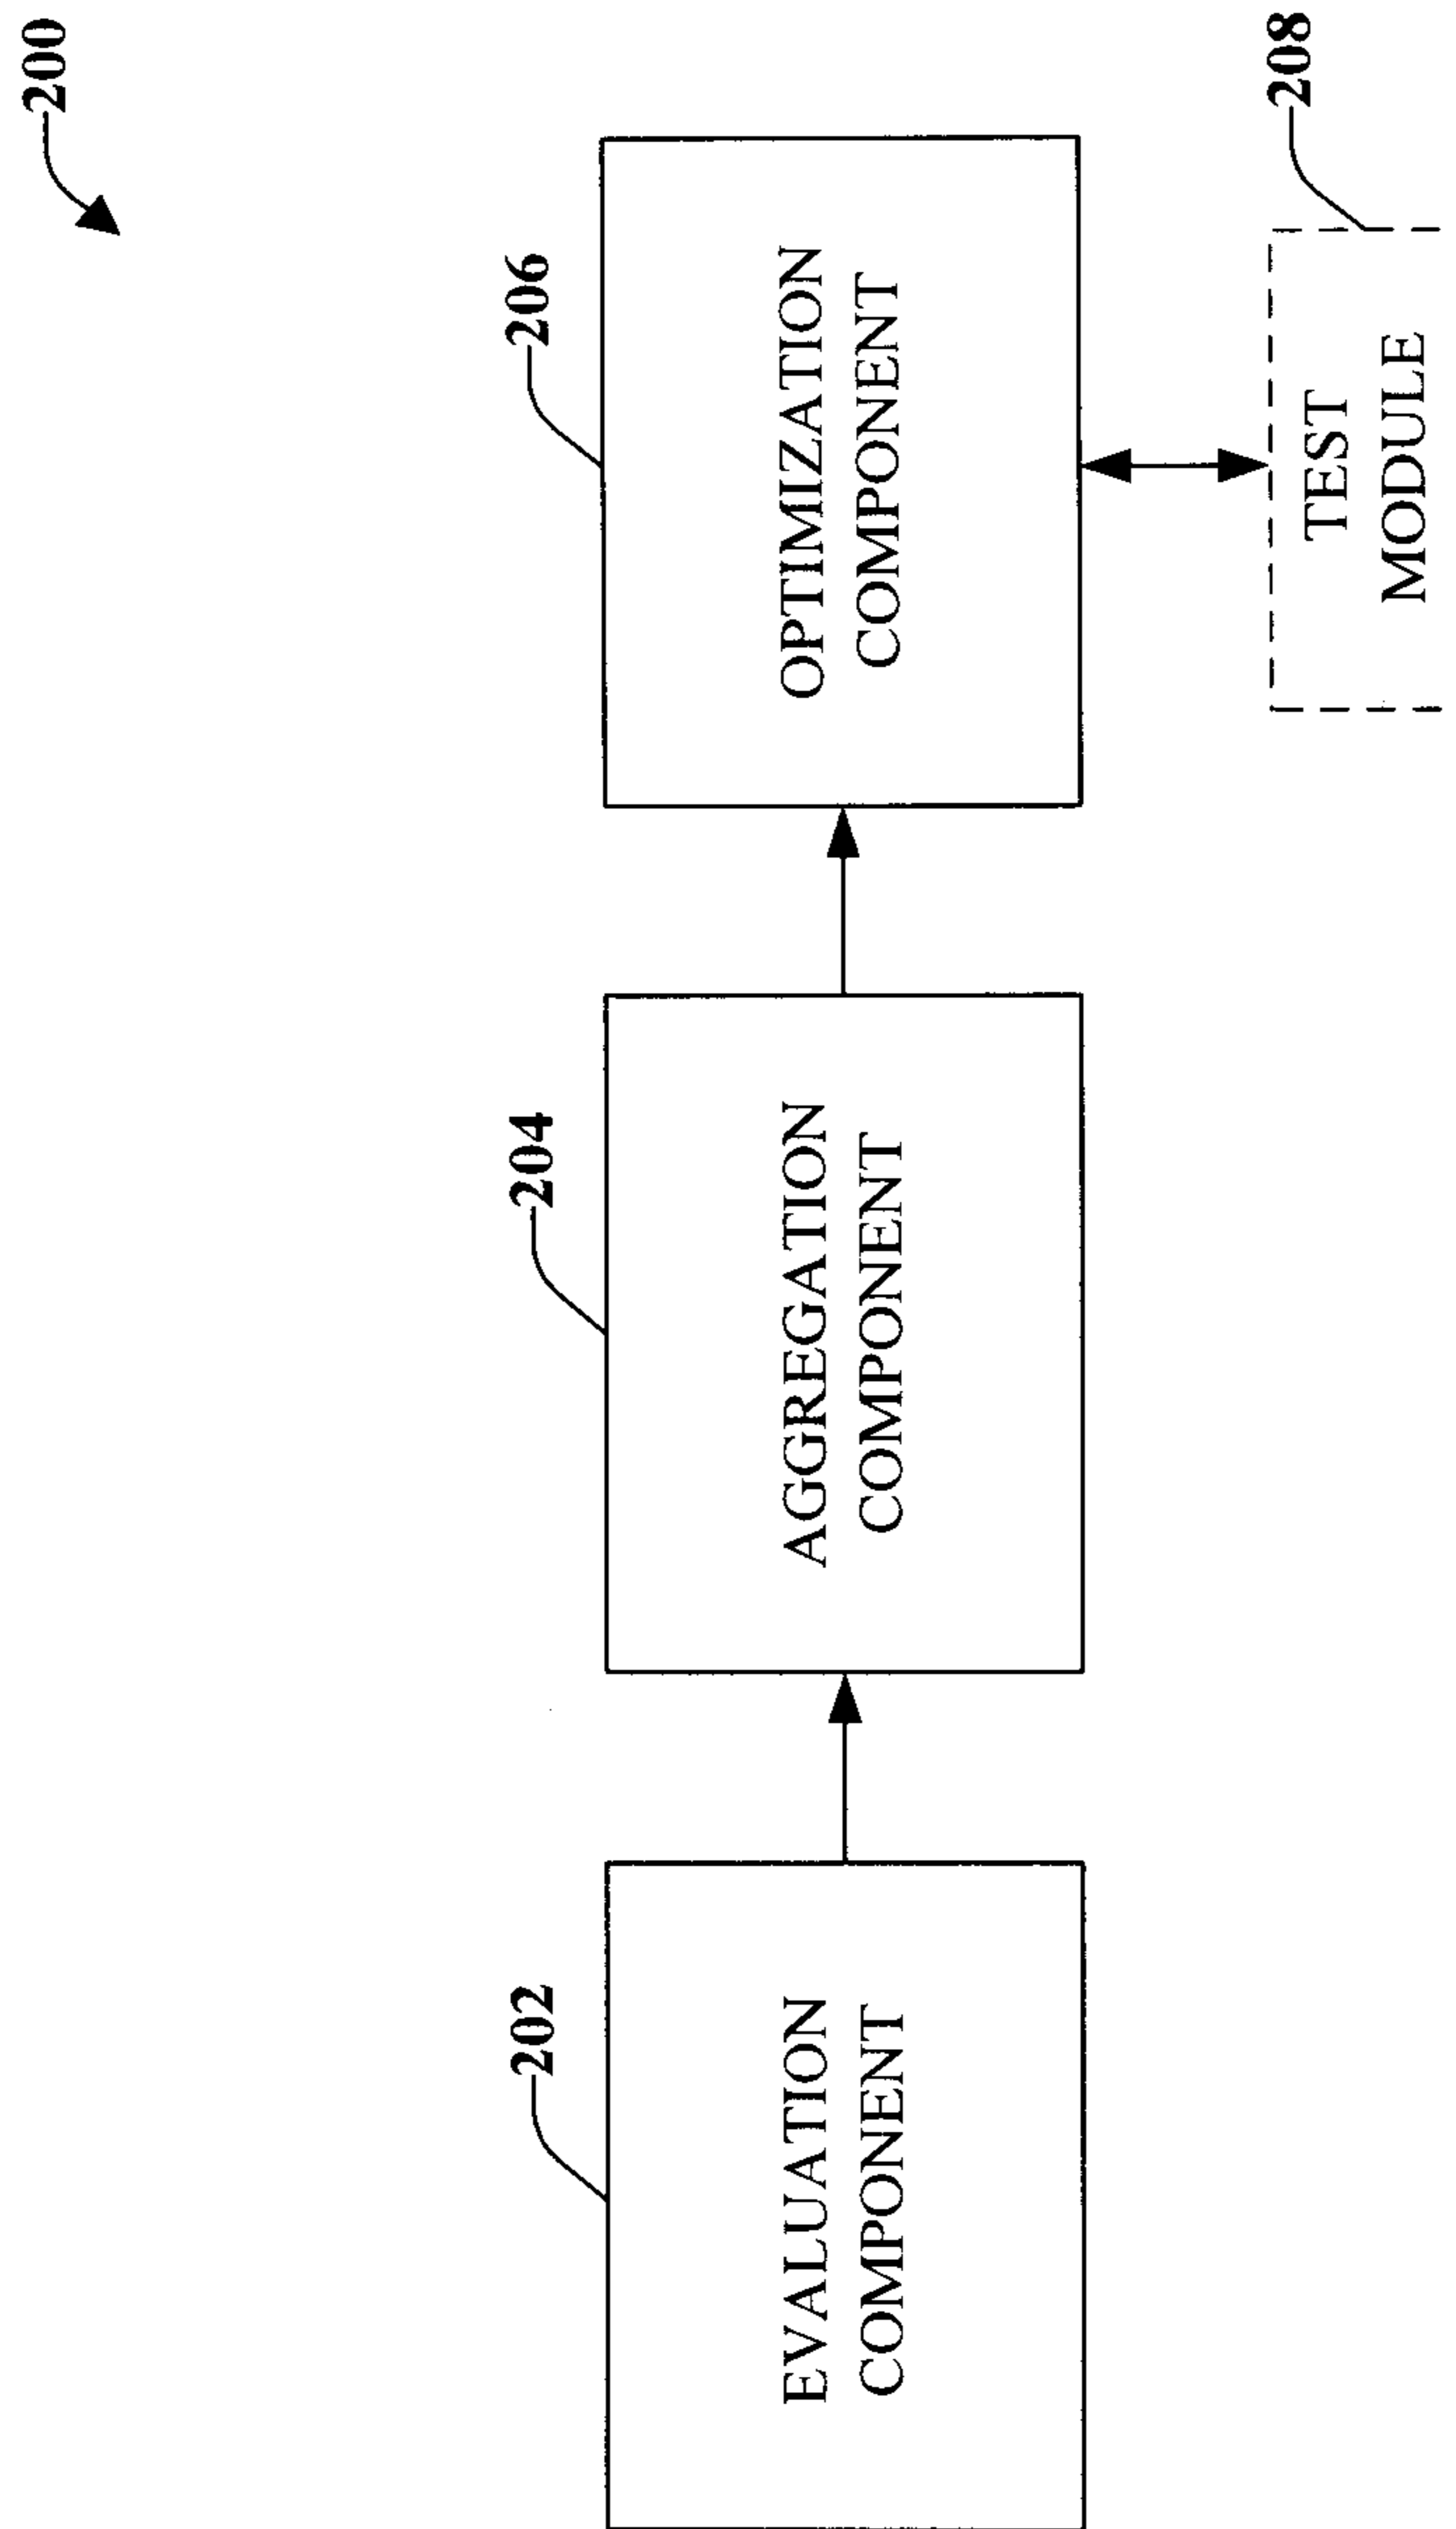 200
202
EVALUATION
COMPONENT
204
AGGREGATION
COMPONENT
206
OPTIMIZATION
COMPONENT
208
TEST
MODULE